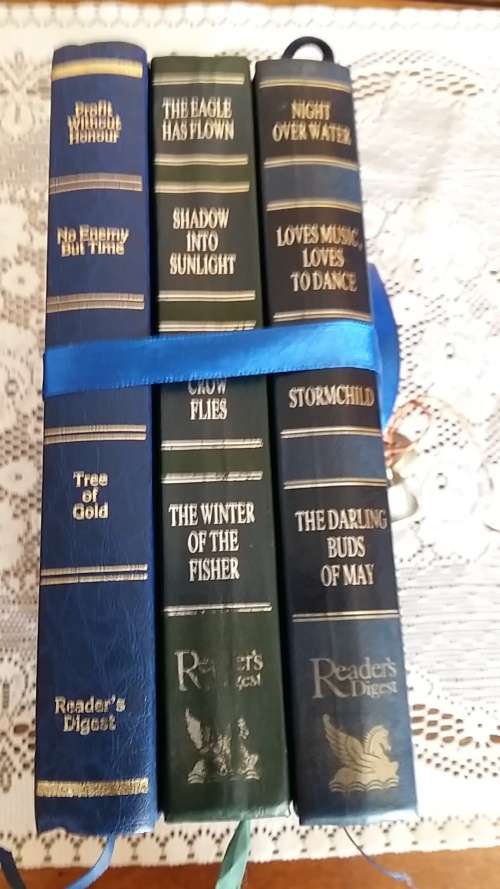 Profit
Without
Honour
No Enemy
But Time
Tree
of
Gold
Reader's
Digest
THE EAGLE
HAS FLOWN
SHADOW
INTO
SUNLIGHT
CROW
FLIES
THE WINTER
OF THE
FISHER
Reader's
Digest
NIGHT
OVER WATER
LOVES MUSIC,
LOVES
TO DANCE
STORMCHILD
THE DARLING
BUDS
OF MAY
Reader's
Digest